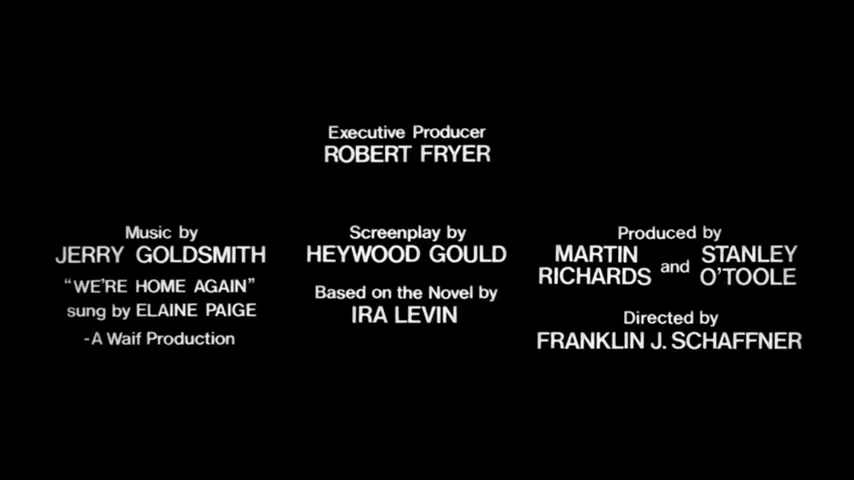 Executive Producer
ROBERT FRYER
Music by
JERRY GOLDSMITH
"WE'RE HOME AGAIN"
sung by ELAINE PAIGE
-A Waif Production
Screenplay by
HEYWOOD GOULD
Based on the Novel by
IRA LEVIN
Produced by
MARTIN RICHARDS and STANLEY O'TOOLE
Directed by
FRANKLIN J. SCHAFFNER